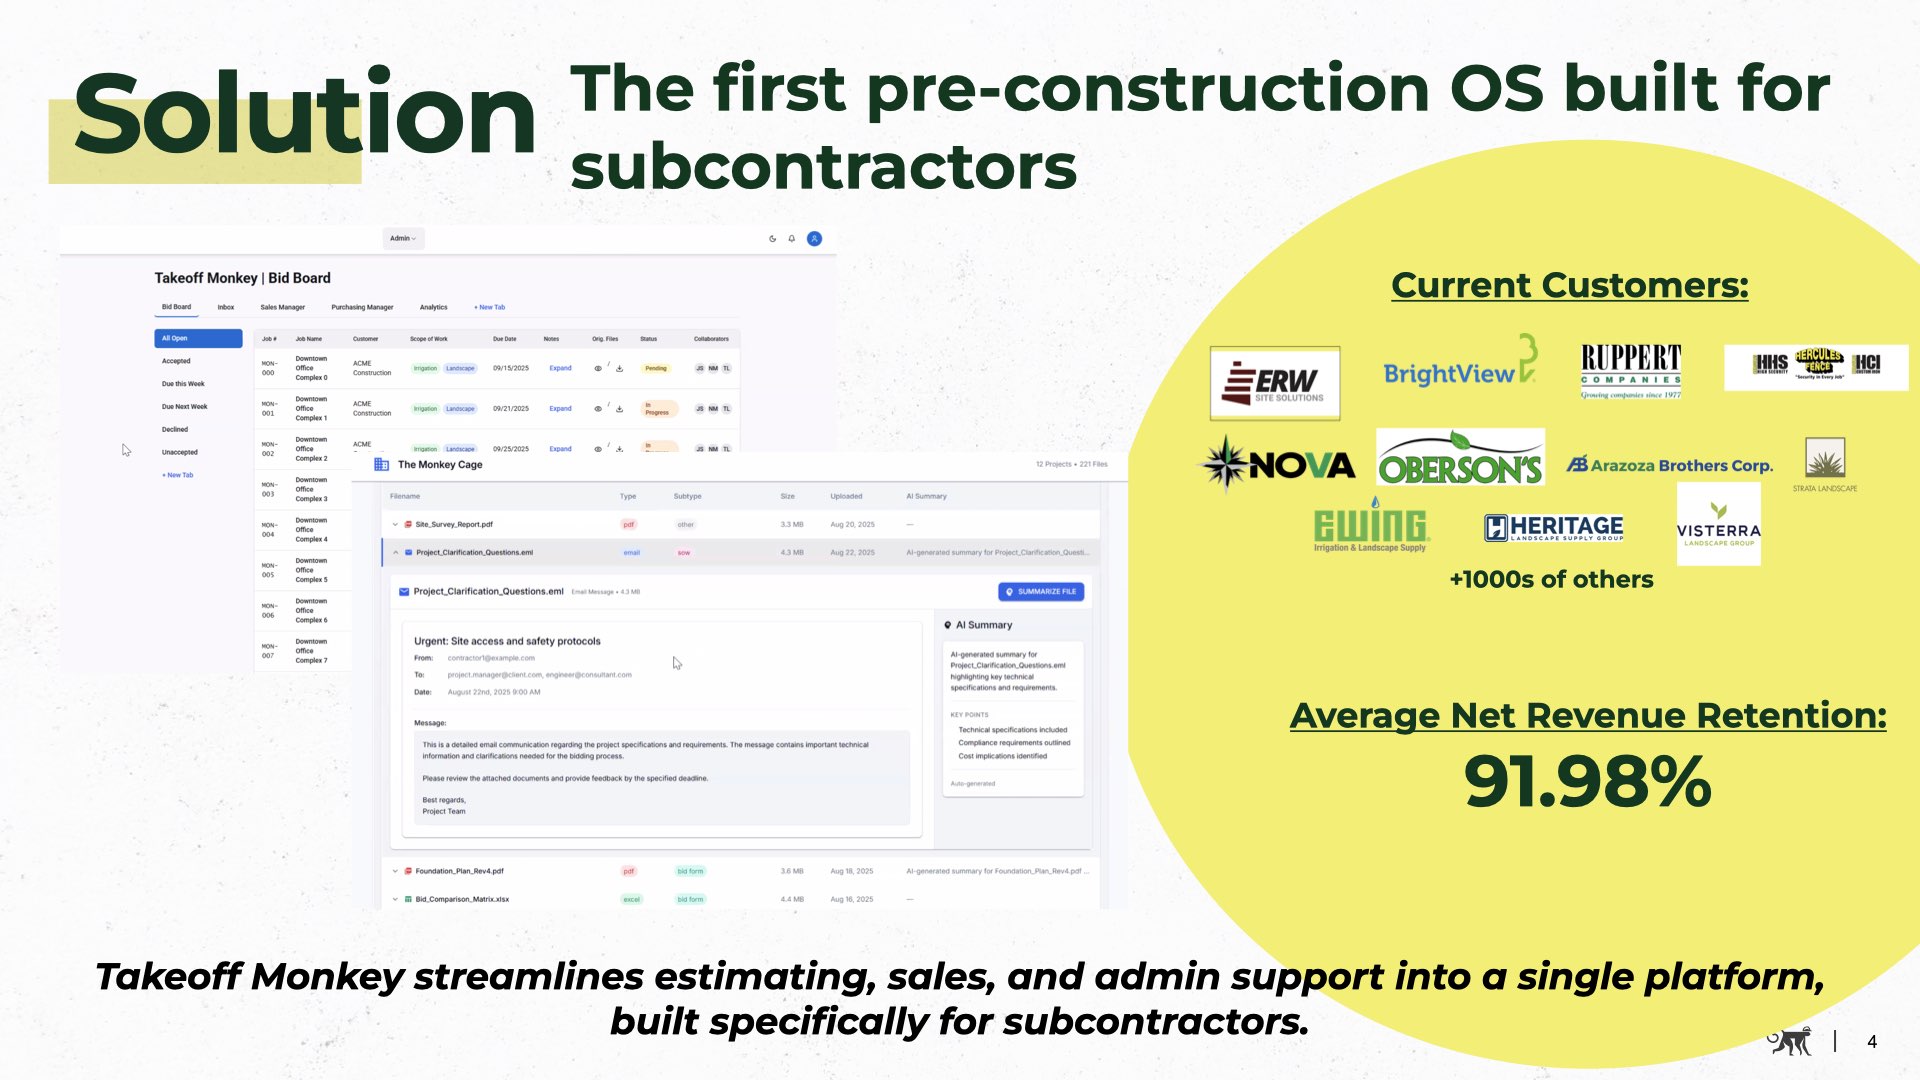 Solution
The first pre-construction OS built for
subcontractors
Admin
Takeoff Monkey | Bid Board
Bid Board Inbox Sales Manager Purchasing Manager Analytics + New Tab
All Open
Accepted
Due this Week
Due Next Week
Declined
Unaccepted
+ New Tab
Job # Job Name Customer Scope of Work Due Date Notes Orig. Files Status Collaborators
MON-000 Downtown Office Complex 0 ACME Construction Irrigation Landscape 09/15/2025 Expand / Pending JS NM TL
MON-001 Downtown Office Complex 1 ACME Construction Irrigation Landscape 09/21/2025 Expand / In Progress JS NM TL
MON-002 Downtown Office Complex 2 ACME Construction Irrigation Landscape 09/25/2025 Expand / In JS NM TL
MON-003 Downtown Office Complex 3
MON-004 Downtown Office Complex 4
MON-005 Downtown Office Complex 5
MON-006 Downtown Office Complex 6
MON-007 Downtown Office Complex 7
The Monkey Cage 12 Projects • 221 Files
Filename Type Subtype Size Uploaded AI Summary
Site_Survey_Report.pdf pdf other 3.3 MB Aug 20, 2025 —
Project_Clarification_Questions.eml email sow 4.3 MB Aug 22, 2025 AI-generated summary for Project_Clarification_Questi...
Project_Clarification_Questions.eml Email Message • 4.3 MB SUMMARIZE FILE
Urgent: Site access and safety protocols
From: contractor1@example.com
To: project.manager@client.com, engineer@consultant.com
Date: August 22nd, 2025 9:00 AM
Message:
This is a detailed email communication regarding the project specifications and requirements. The message contains important technical
information and clarifications needed for the bidding process.
Please review the attached documents and provide feedback by the specified deadline.
Best regards,
Project Team
AI Summary
AI-generated summary for
Project_Clarification_Questions.eml
highlighting key technical
specifications and requirements.
KEY POINTS
Technical specifications included
Compliance requirements outlined
Cost implications identified
Auto-generated
Foundation_Plan_Rev4.pdf pdf bid form 3.6 MB Aug 18, 2025 AI-generated summary for Foundation_Plan_Rev4.pdf ...
Bid_Comparison_Matrix.xlsx excel bid form 4.4 MB Aug 16, 2025 —
Current Customers:
ERW
SITE SOLUTIONS
BrightView
RUPPERT
COMPANIES
Growing companies since 1977
HHS
HIGH SECURITY
HERCULES
FENCE
"Security in Every Job"
HCI
CUSTOM IRON
NOVA
OBERSON'S
AB Arazoza Brothers Corp.
STRATA LANDSCAPE
EWING
Irrigation & Landscape Supply
H HERITAGE
LANDSCAPE SUPPLY GROUP
VISTERRA
LANDSCAPE GROUP
+1000s of others
Average Net Revenue Retention:
91.98%
Takeoff Monkey streamlines estimating, sales, and admin support into a single platform,
built specifically for subcontractors.
4